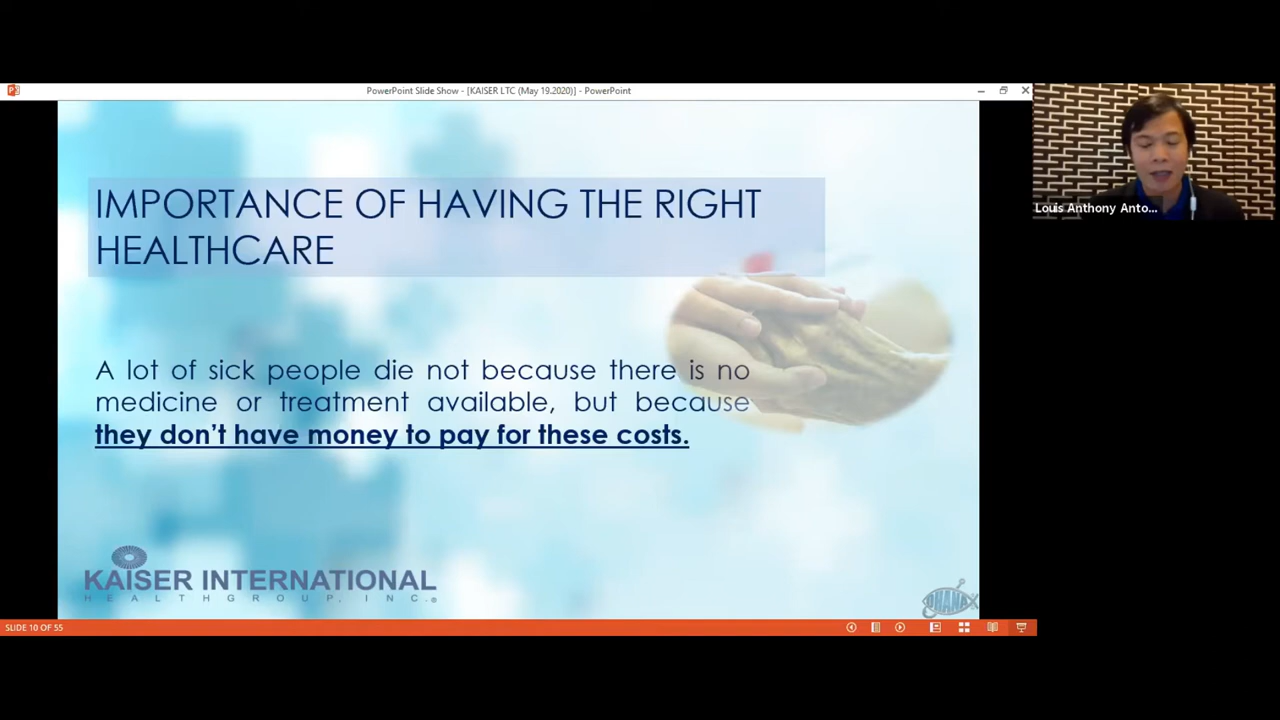 PowerPoint Slide Show - [KAISER LTC (May 19.2020)] - PowerPoint
IMPORTANCE OF HAVING THE RIGHT
HEALTHCARE
Louis Anthony Anto...
A lot of sick people die not because there is no
medicine or treatment available, but because
they don't have money to pay for these costs.
KAISER INTERNATIONAL
HEALTHGROUP, INC.®
OHANA
SLIDE 10 OF 55